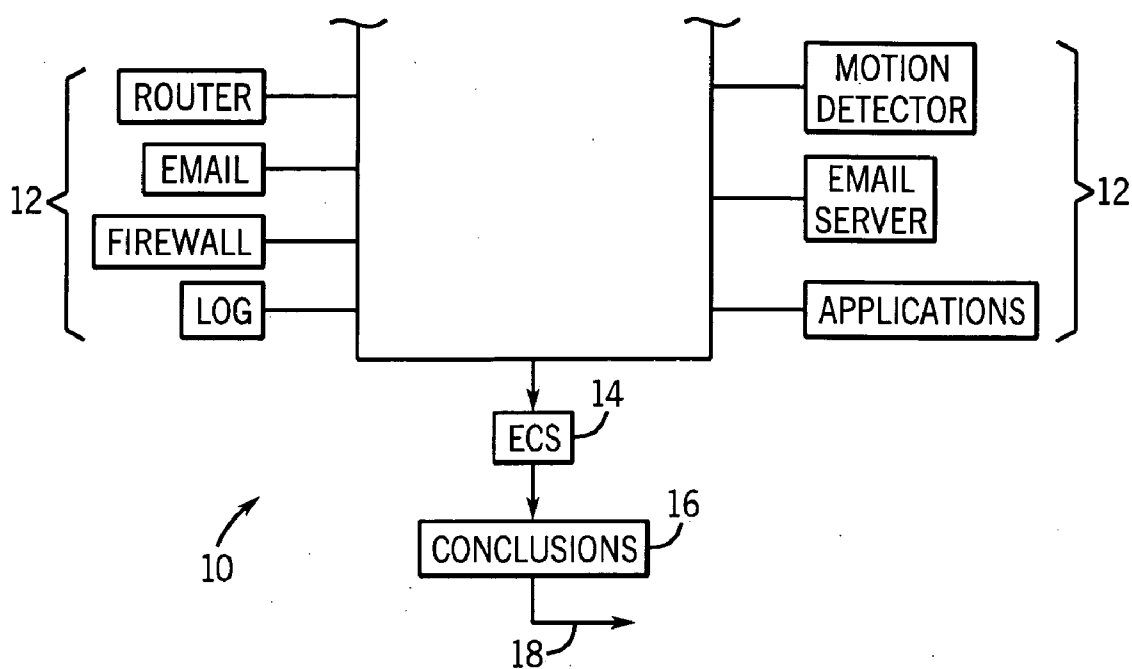 ROUTER
EMAIL
FIREWALL
LOG
12
MOTION
DETECTOR
EMAIL
SERVER
APPLICATIONS
12
ECS
14
CONCLUSIONS
16
10
18